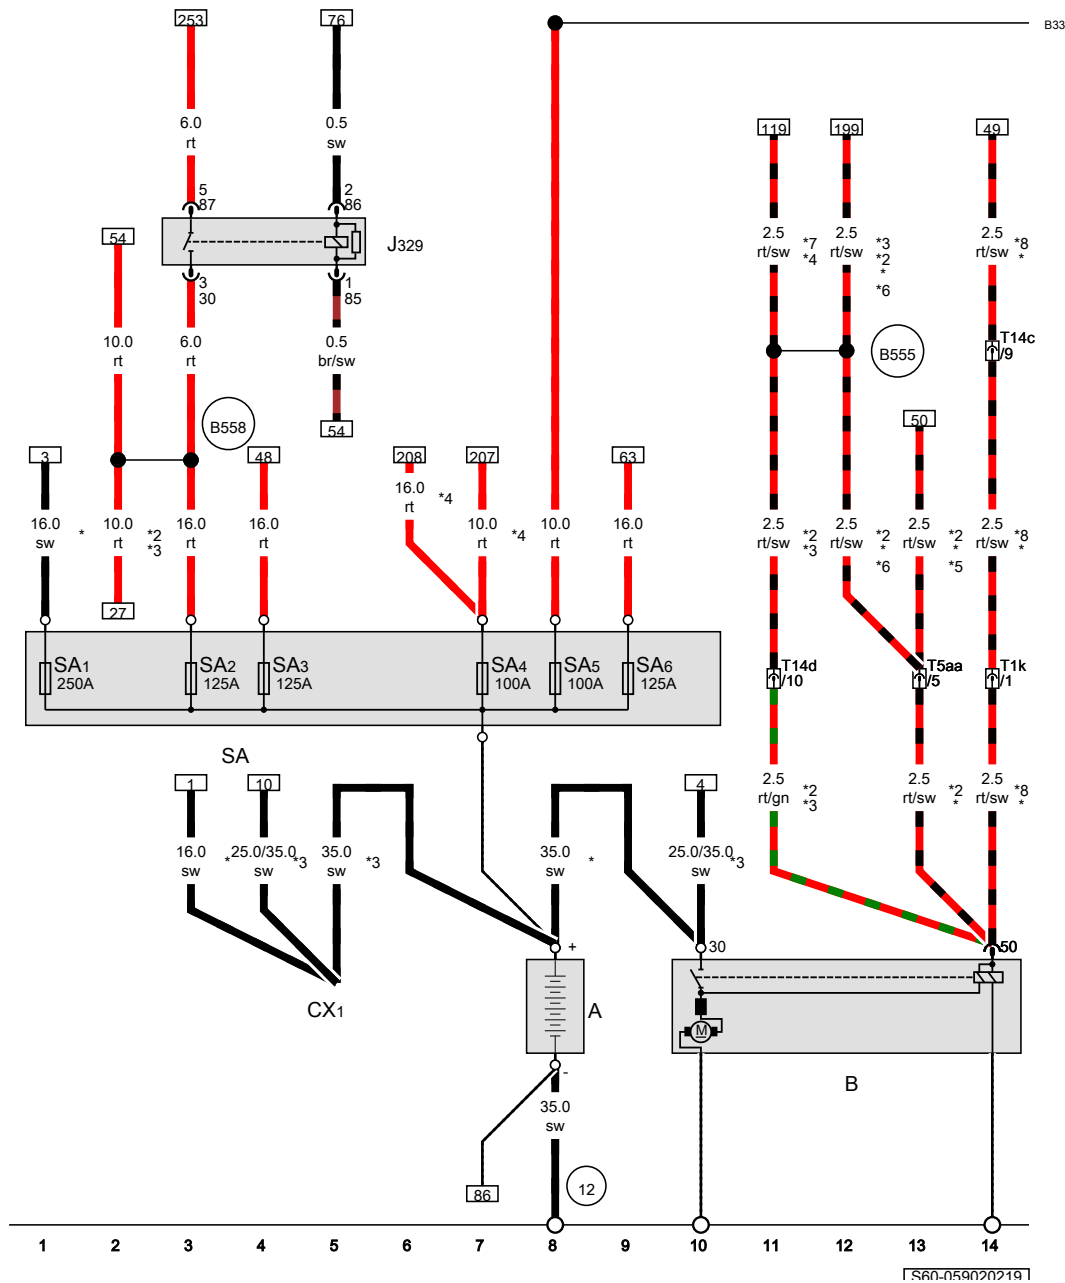 253
76
B33
6.0
rt
0.5
sw
119
199
49
5
87
2
86
54
J329
2.5
rt/sw
*7
*4
2.5
rt/sw
*3
*2
*
*6
2.5
rt/sw
*8
*
3
30
1
85
10.0
rt
6.0
rt
0.5
br/sw
B555
T14c
/9
B558
54
50
3
48
208
207
63
16.0
sw
*
10.0
rt
*2
*3
16.0
rt
16.0
rt
16.0
rt
*4
10.0
rt
*4
10.0
rt
16.0
rt
2.5
rt/sw
*2
*3
2.5
rt/sw
*2
*
*6
2.5
rt/sw
*2
*
*5
2.5
rt/sw
*8
*
27
SA1
250A
SA2
125A
SA3
125A
SA4
100A
SA5
100A
SA6
125A
T14d
/10
T5aa
/5
T1k
/1
SA
1
10
4
2.5
rt/gn
*2
*3
2.5
rt/sw
*2
*
2.5
rt/sw
*8
*
16.0
sw
*
25.0/35.0
sw
*3
35.0
sw
*3
35.0
sw
*
25.0/35.0
sw
*3
+
30
50
CX1
A
M
B
-
35.0
sw
86
12
1 2 3 4 5 6 7 8 9 10 11 12 13 14
S60-059020219